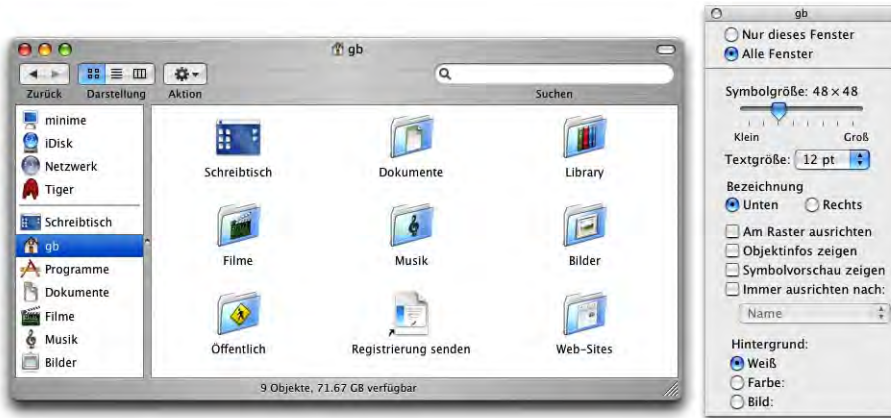 gb
Zurück Darstellung Aktion Suchen
minime
iDisk
Netzwerk
Tiger
Schreibtisch
gb
Programme
Dokumente
Filme
Musik
Bilder
Schreibtisch Dokumente Library
Filme Musik Bilder
Öffentlich Registrierung senden Web-Sites
9 Objekte, 71.67 GB verfügbar
gb
Nur dieses Fenster
Alle Fenster
Symbolgröße: 48 × 48
Klein Groß
Textgröße: 12 pt
Bezeichnung
Unten Rechts
Am Raster ausrichten
Objektinfos zeigen
Symbolvorschau zeigen
Immer ausrichten nach:
Name
Hintergrund:
Weiß
Farbe:
Bild: